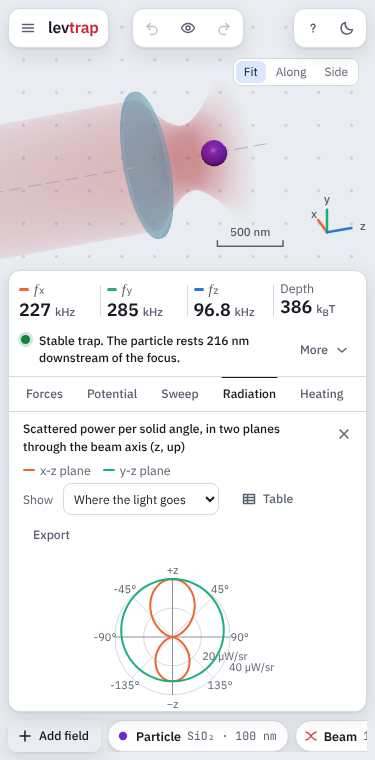 levtrap
?
Fit Along Side
500 nm
y
x
z
fx fy fz Depth
227 kHz 285 kHz 96.8 kHz 386 kBT
Stable trap. The particle rests 216 nm
downstream of the focus.
More
Forces Potential Sweep Radiation Heating
Scattered power per solid angle, in two planes
through the beam axis (z, up)
x-z plane y-z plane
Show Where the light goes Table
Export
+z
-45° 45°
-90° 90°
20 µW/sr
40 µW/sr
-135° 135°
−z
Add field Particle SiO₂ · 100 nm Beam